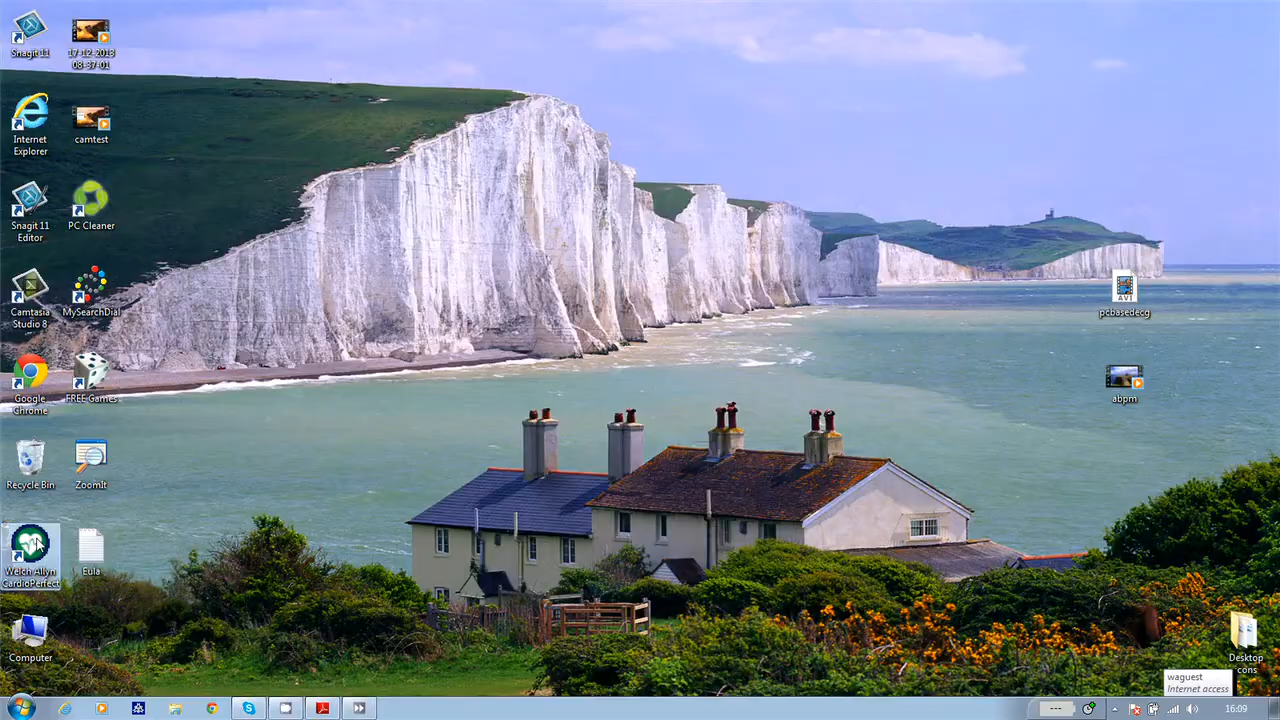 Snagit 11
17-12-2013
08-37-01
Internet
Explorer
camtest
Snagit 11
Editor
PC Cleaner
Camtasia
Studio 8
MySearchDial
Google
Chrome
FREE Games
Recycle Bin
ZoomIt
Welch Allyn
CardioPerfect
Eula
Computer
AVI
pcbasedecg
abpm
Desktop
cons
waguest
Internet access
---
16:09